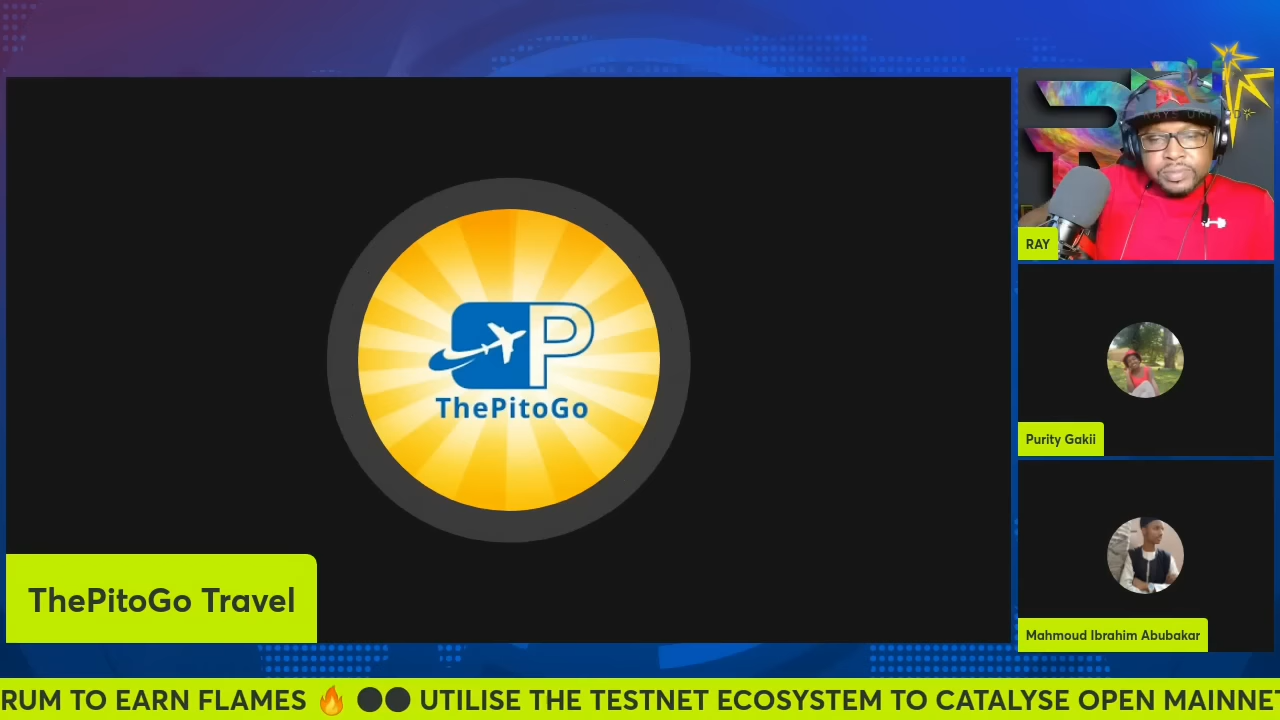 P
ThePitoGo
ThePitoGo Travel
RAY
Purity Gakii
Mahmoud Ibrahim Abubakar
RUM TO EARN FLAMES 🔥 ⚫⚫ UTILISE THE TESTNET ECOSYSTEM TO CATALYSE OPEN MAINNET